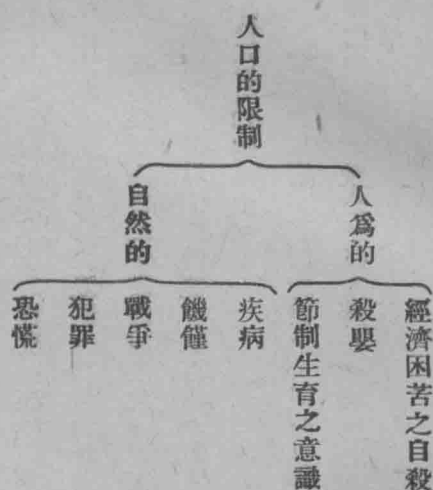 人口的限制
人爲的
經濟困苦之自殺
殺嬰
節制生育之意識
自然的
疾病
饑饉
戰爭
犯罪
恐慌